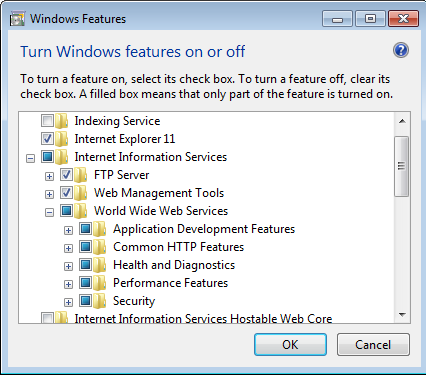 Windows Features
Turn Windows features on or off
To turn a feature on, select its check box. To turn a feature off, clear its
check box. A filled box means that only part of the feature is turned on.
Indexing Service
Internet Explorer 11
Internet Information Services
FTP Server
Web Management Tools
World Wide Web Services
Application Development Features
Common HTTP Features
Health and Diagnostics
Performance Features
Security
Internet Information Services Hostable Web Core
OK
Cancel